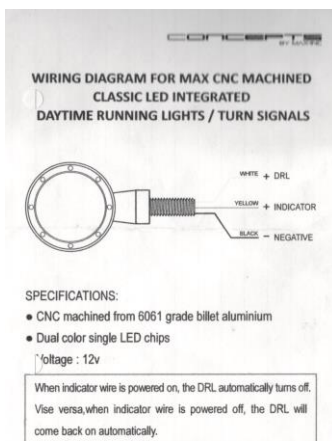 CONCEPTS
WIRING DIAGRAM FOR MAX CNC MACHINED
CLASSIC LED INTEGRATED
DAYTIME RUNNING LIGHTS / TURN SIGNALS
WHITE + DRL
YELLOW + INDICATOR
BLACK - NEGATIVE
SPECIFICATIONS:
● CNC machined from 6061 grade billet aluminium
● Dual color single LED chips
Voltage : 12v
When indicator wire is powered on, the DRL automatically turns off.
Vise versa,when indicator wire is powered off, the DRL will
come back on automatically.